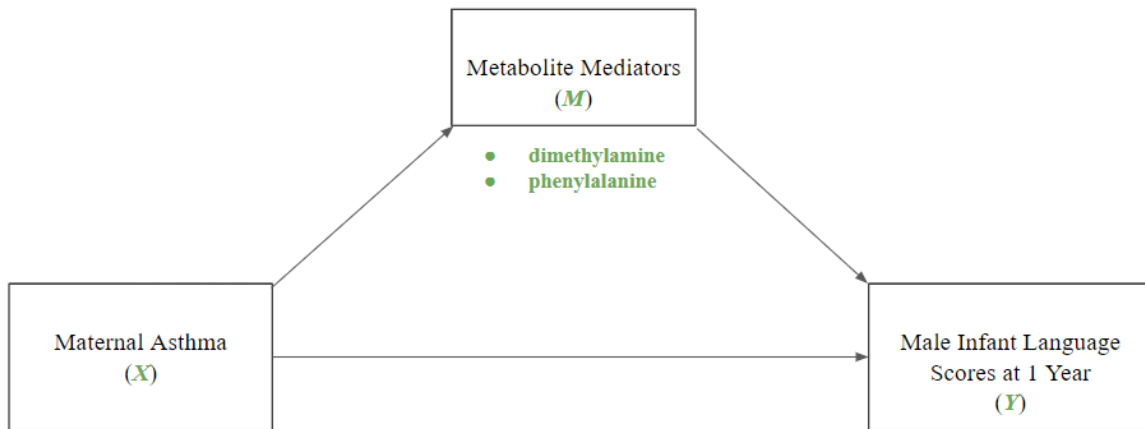 Metabolite Mediators
(M)
● dimethylamine
● phenylalanine
Maternal Asthma
(X)
Male Infant Language
Scores at 1 Year
(Y)